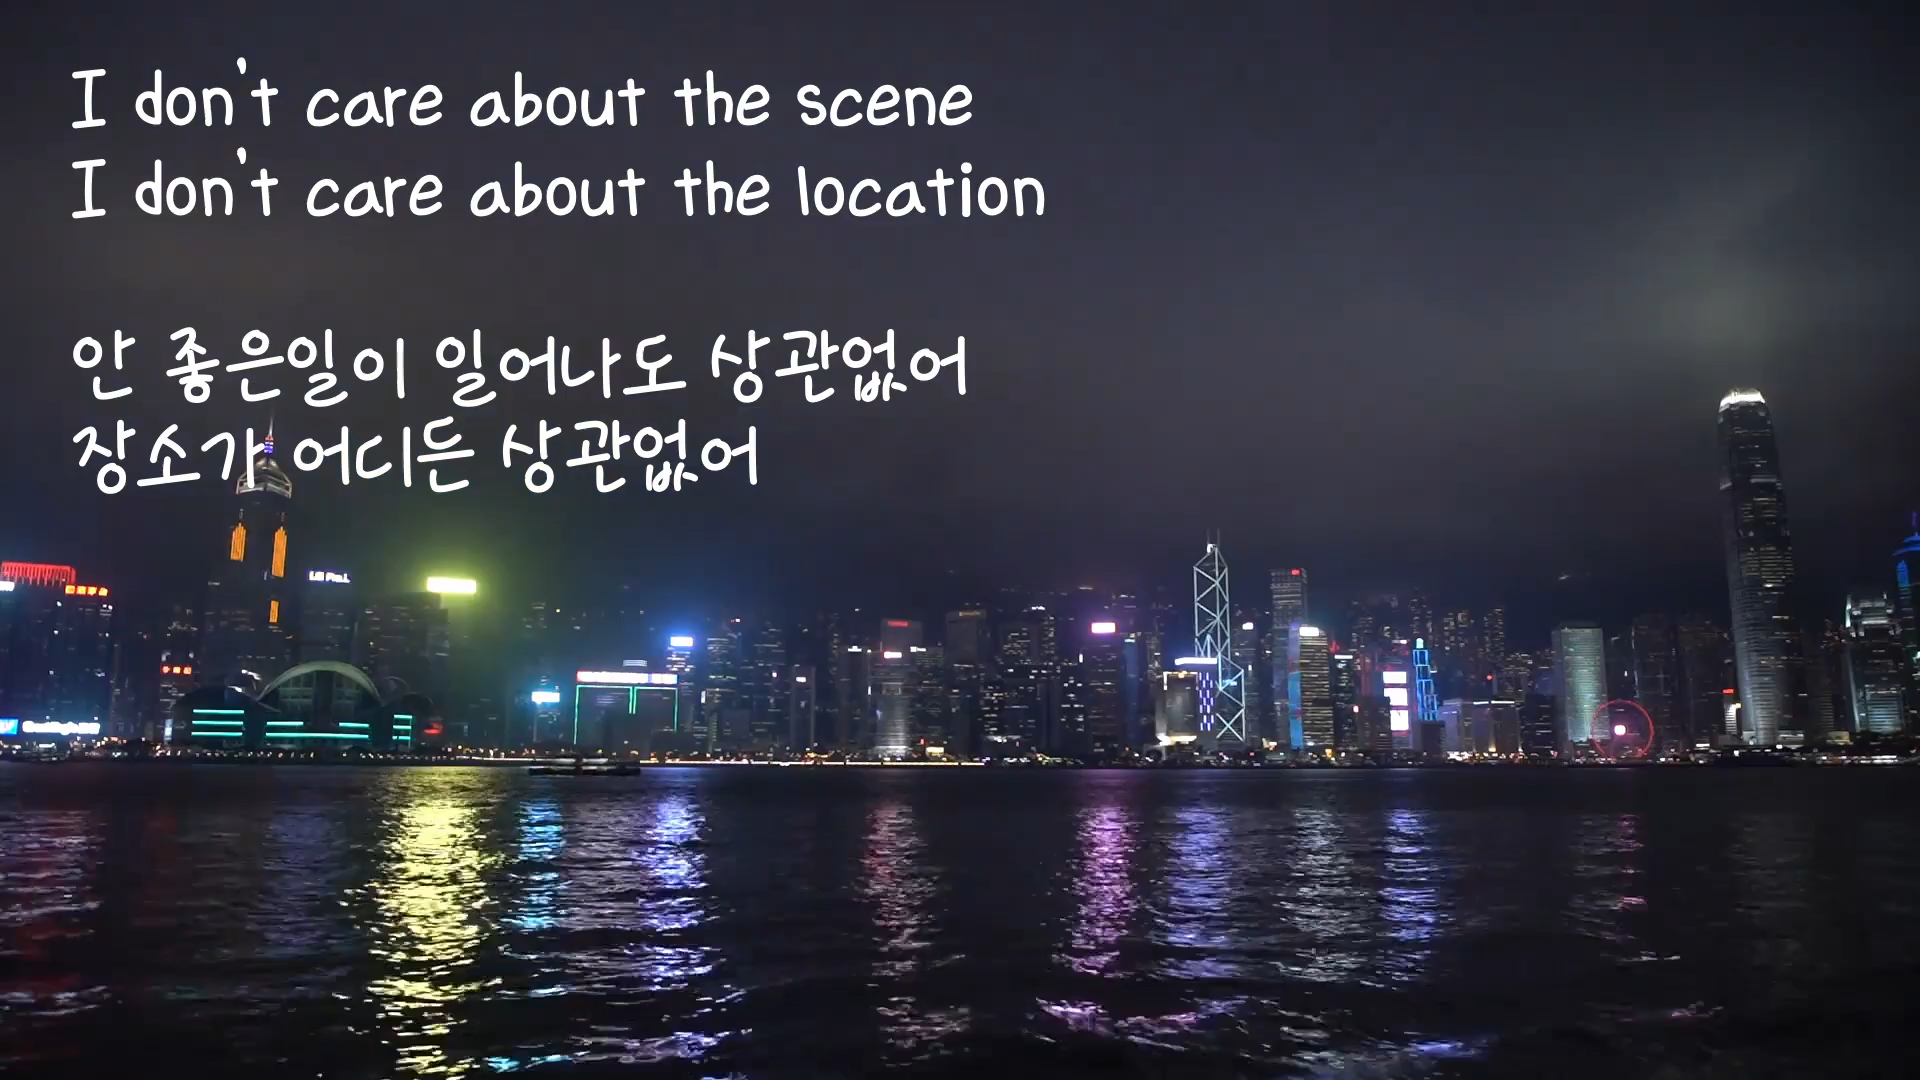 I don't care about the scene
I don't care about the location
안 좋은일이 일어나도 상관없어
장소가 어디든 상관없어